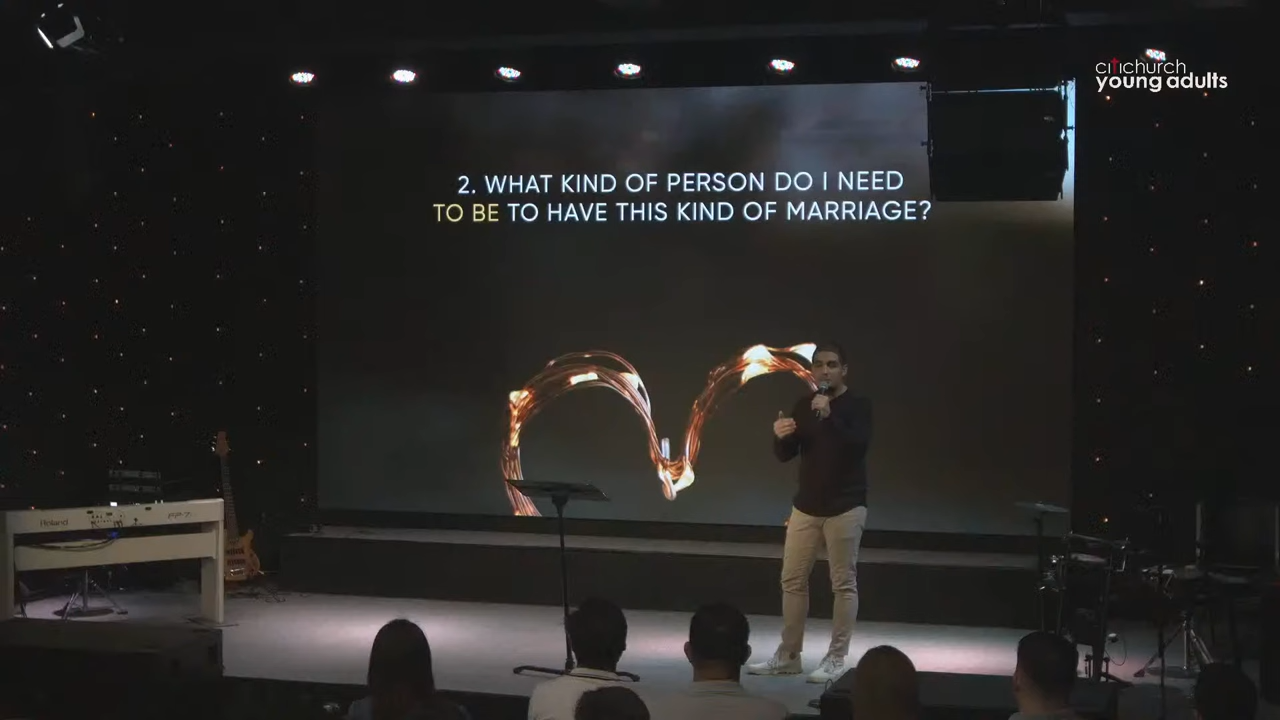 citichurch
young adults
2. WHAT KIND OF PERSON DO I NEED
TO BE TO HAVE THIS KIND OF MARRIAGE?
Roland